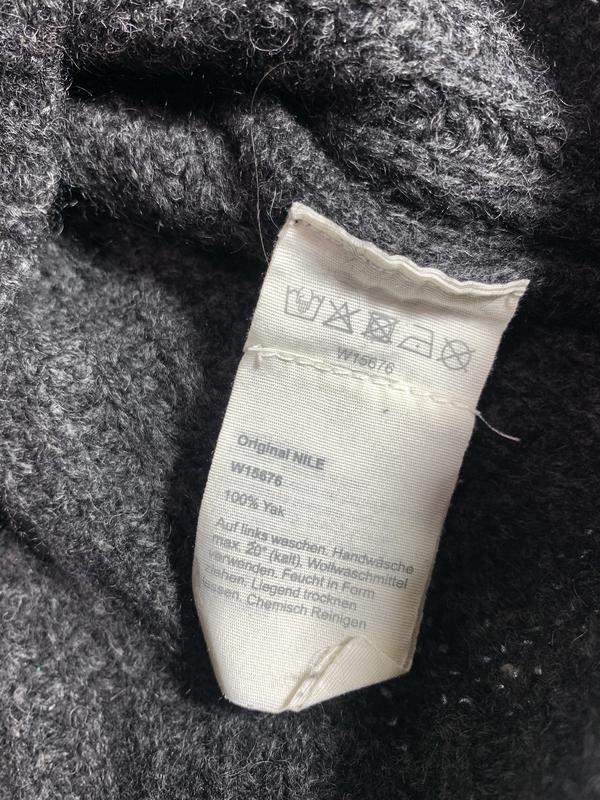 W15676
Original NILE
W15676
100% Yak
Auf links waschen. Handwäsche
max. 20° (kalt). Wollwaschmittel
verwenden. Feucht in Form
ziehen. Liegend trocknen
lassen. Chemisch Reinigen